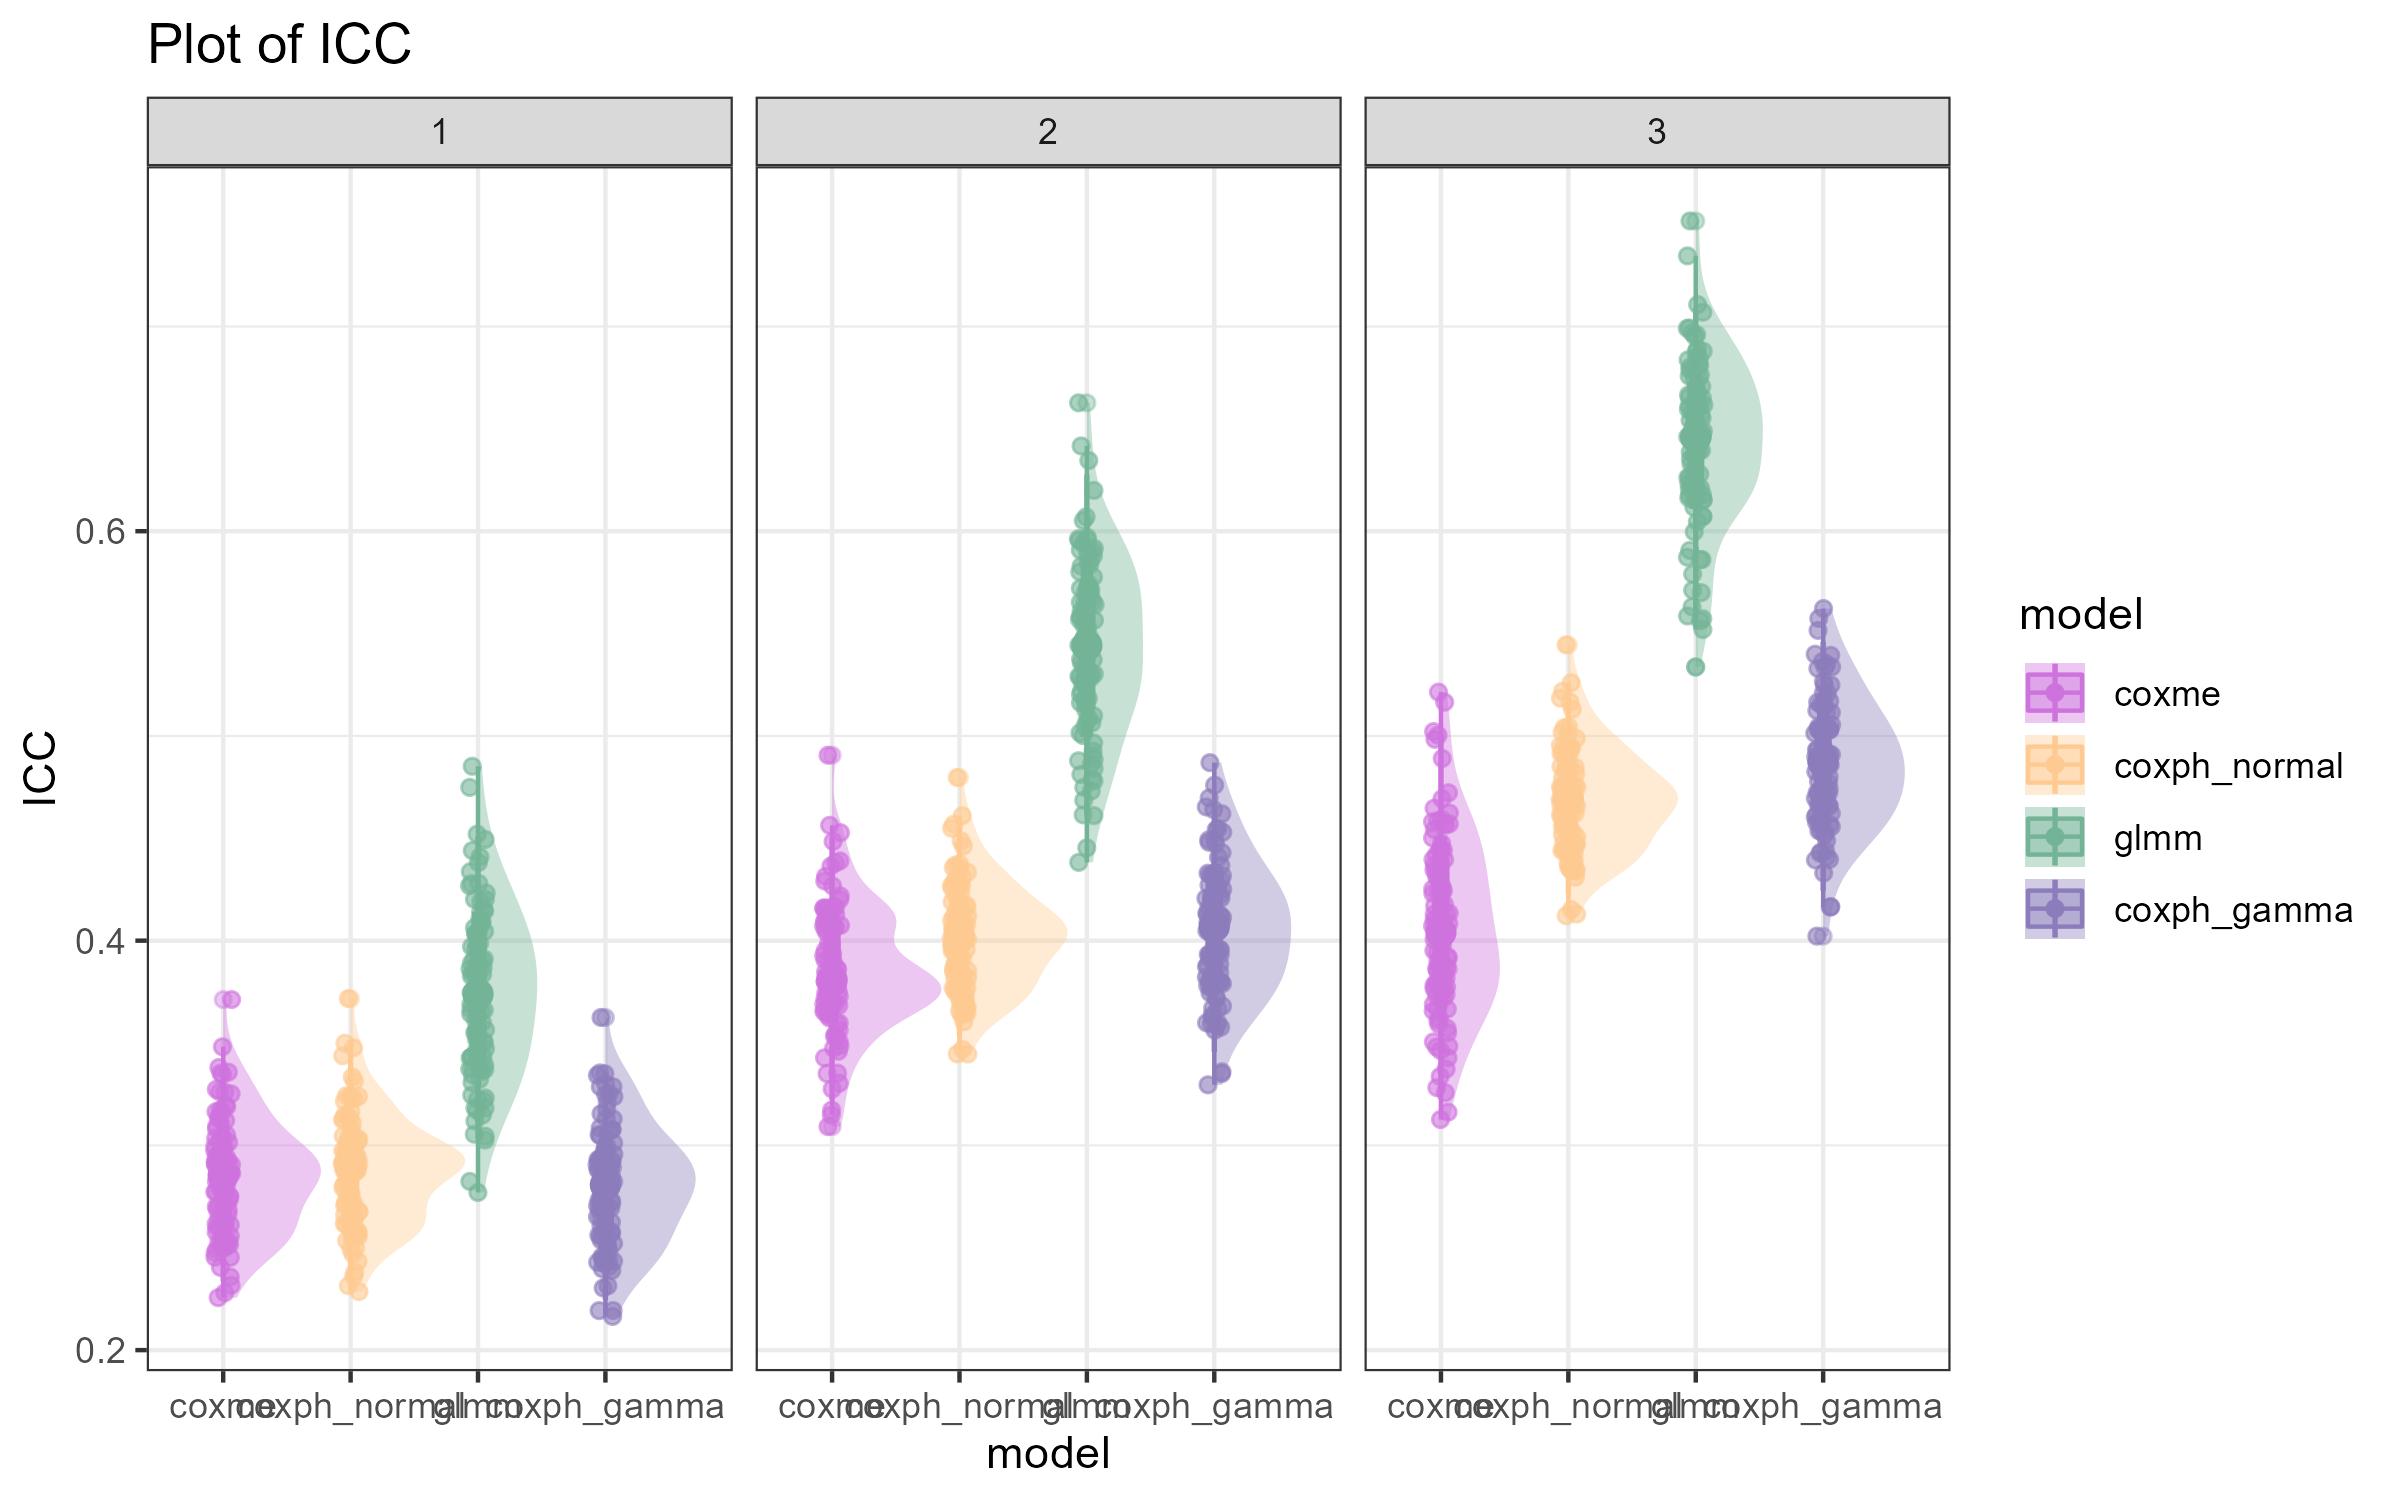 Plot of ICC
1
2
3
ICC
0.6
0.4
0.2
coxme coxph_normal glmm coxph_gamma
coxme coxph_normal glmm coxph_gamma
coxme coxph_normal glmm coxph_gamma
model
model
coxme
coxph_normal
glmm
coxph_gamma